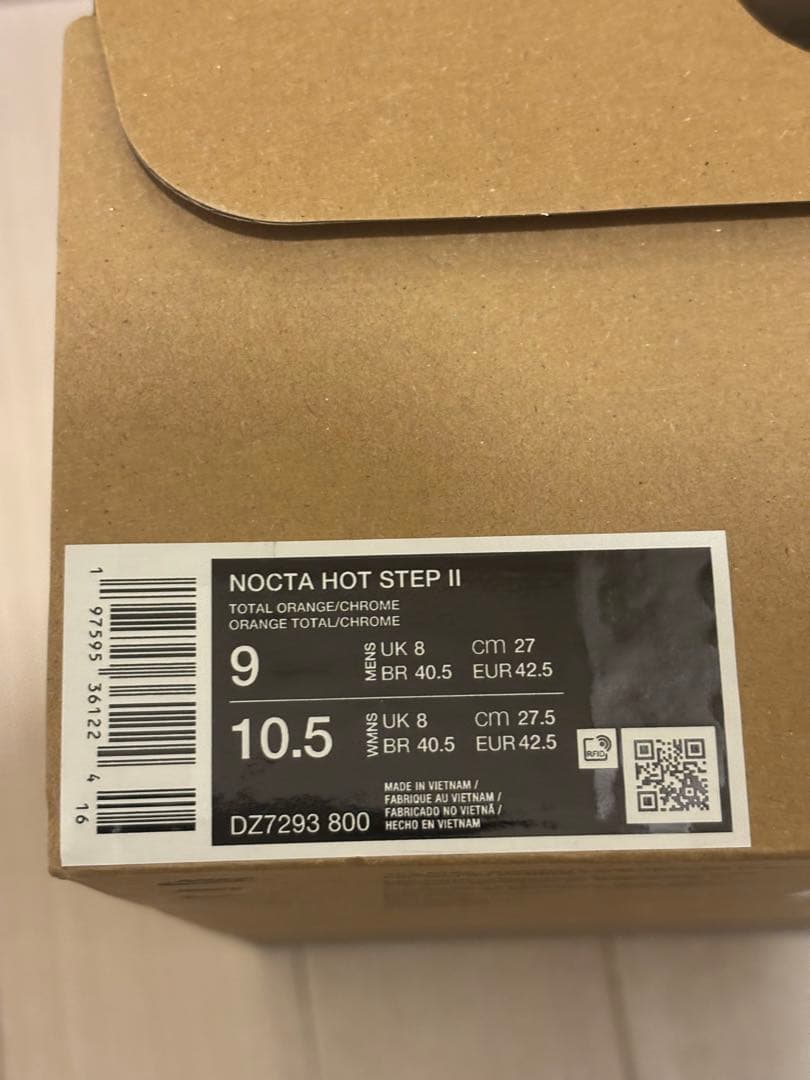 NOCTA HOT STEP II
TOTAL ORANGE/CHROME
ORANGE TOTAL/CHROME
9 MENS UK 8 cm 27
BR 40.5 EUR 42.5
10.5 WMNS UK 8 cm 27.5
BR 40.5 EUR 42.5
RFID
MADE IN VIETNAM /
FABRIQUE AU VIETNAM /
FABRICADO NO VIETNÃ /
HECHO EN VIETNAM
DZ7293 800
1 97595 36122 4 16